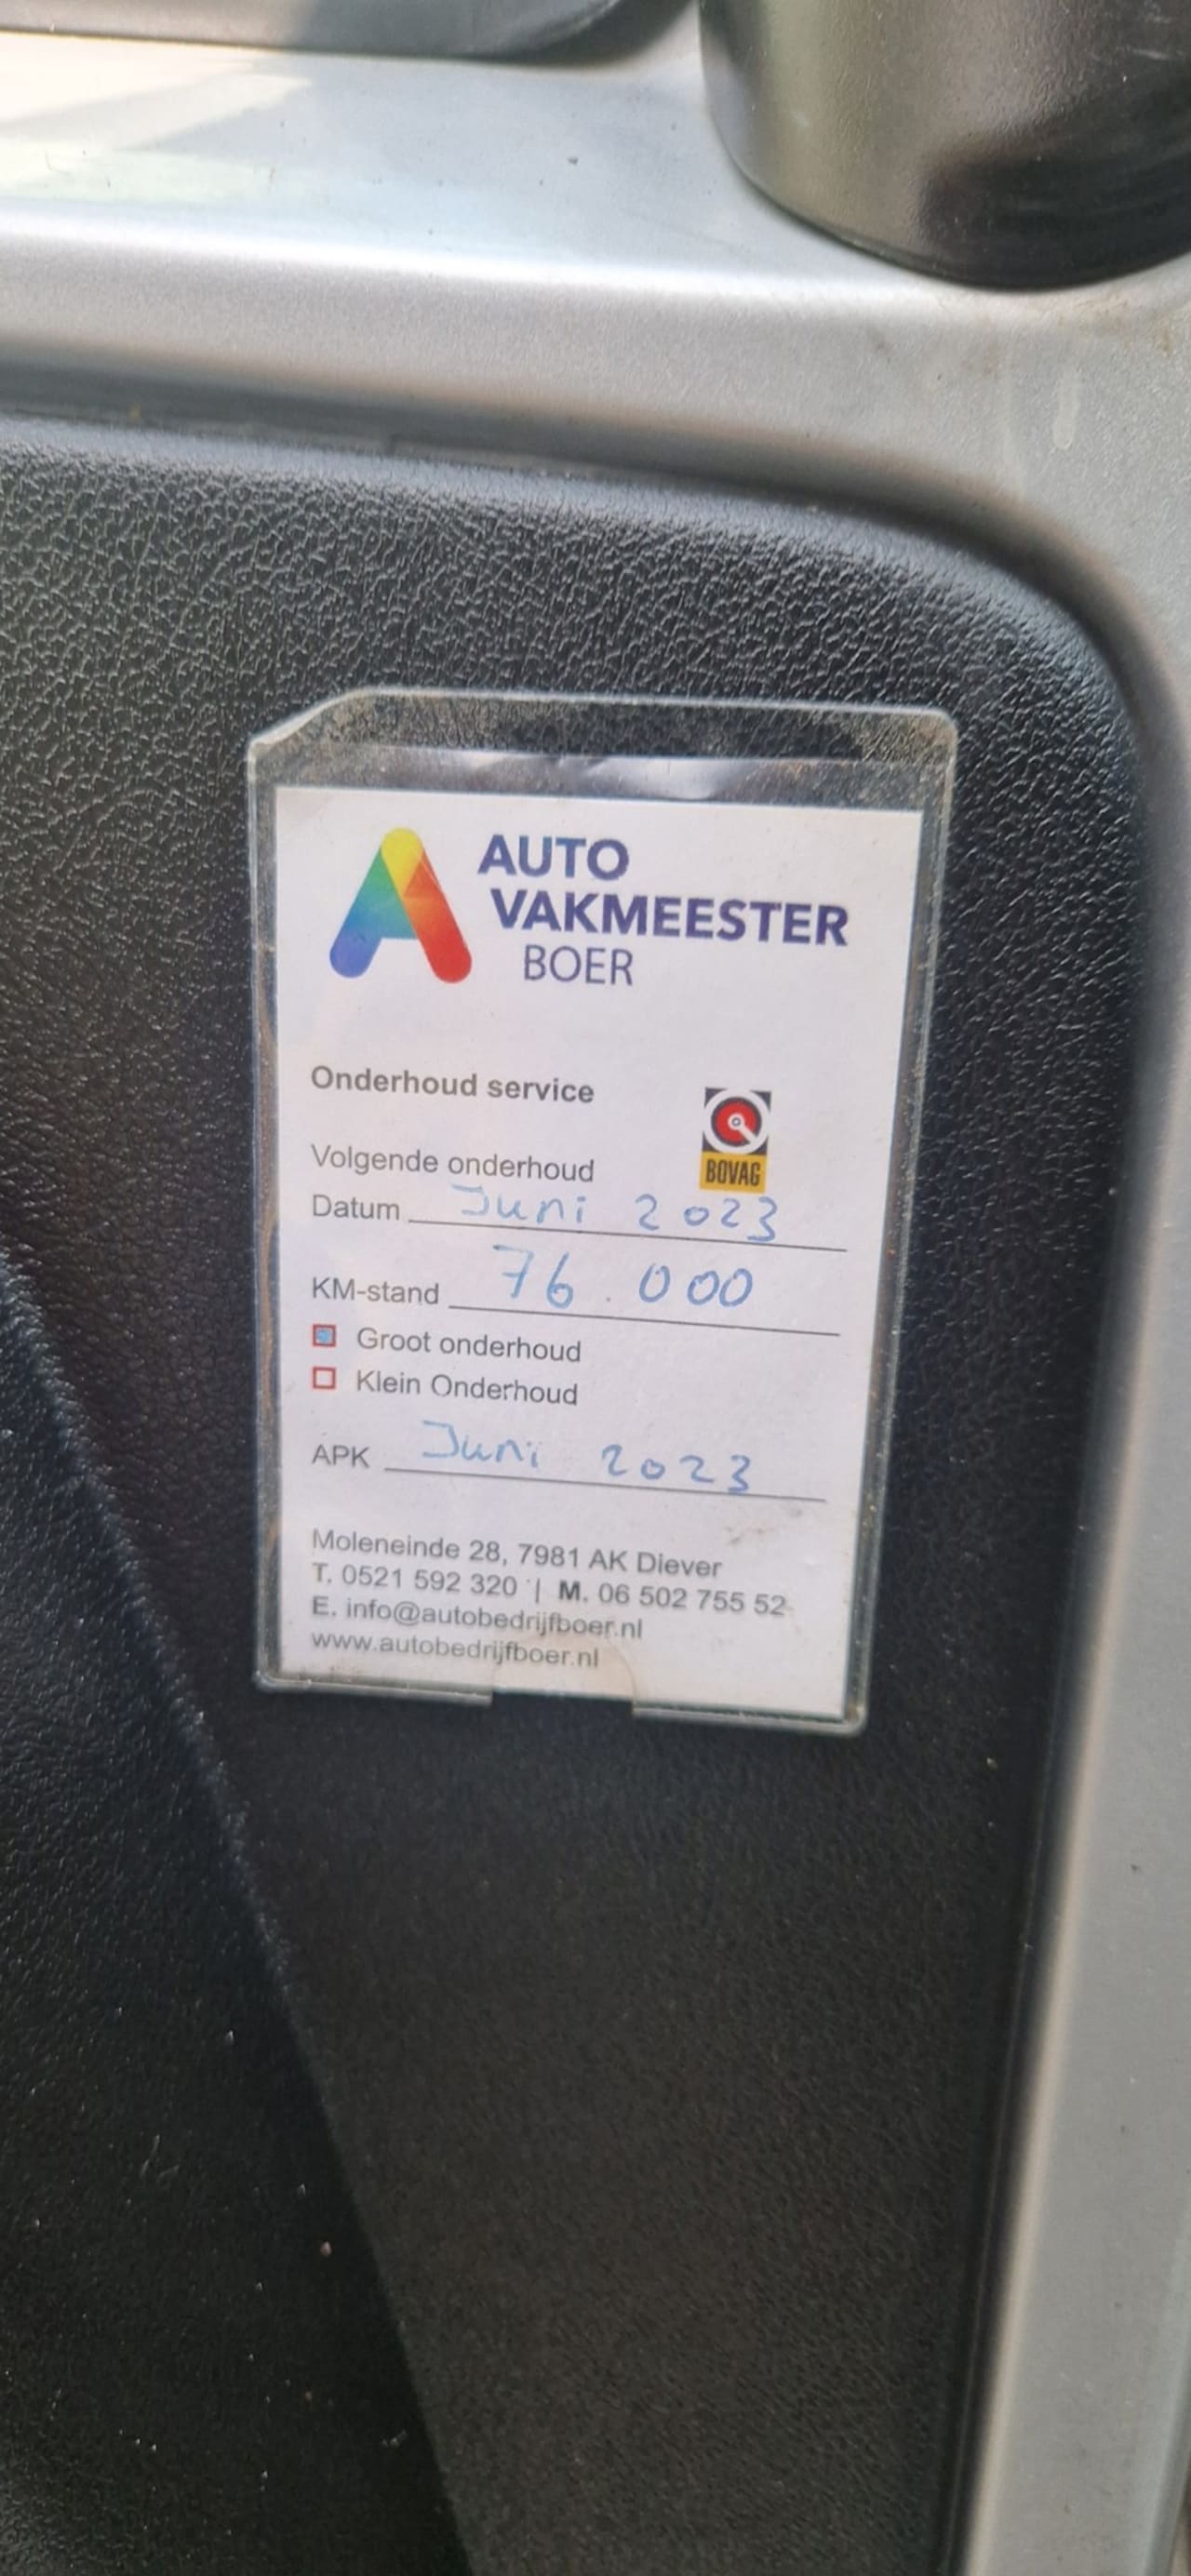 AUTO
VAKMEESTER
BOER
Onderhoud service
BOVAG
Volgende onderhoud
Datum Juni 2023
KM-stand 76.000
Groot onderhoud
Klein Onderhoud
APK Juni 2023
Moleneinde 28, 7981 AK Diever
T. 0521 592 320 | M. 06 502 755 52
E. info@autobedrijfboer.nl
www.autobedrijfboer.nl